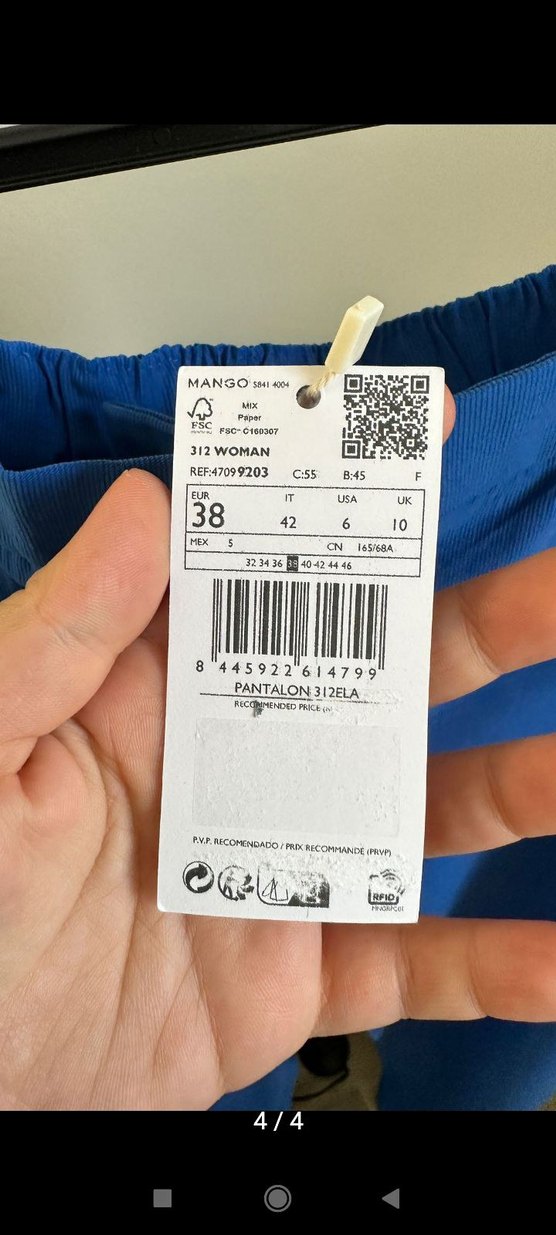 MANGO S841 4004
FSC
MIX
Paper
FSC® C160307
312 WOMAN
REF:47099203 C:55 B:45 F
EUR IT USA UK
38 42 6 10
MEX 5 CN 165/68A
32 34 36 38 40 42 44 46
8 445922 614799
PANTALON 312ELA
RECOMMENDED PRICE
P.V.P. RECOMENDADO / PRIX RECOMMANDÉ (PRVP)
RFID
4 / 4